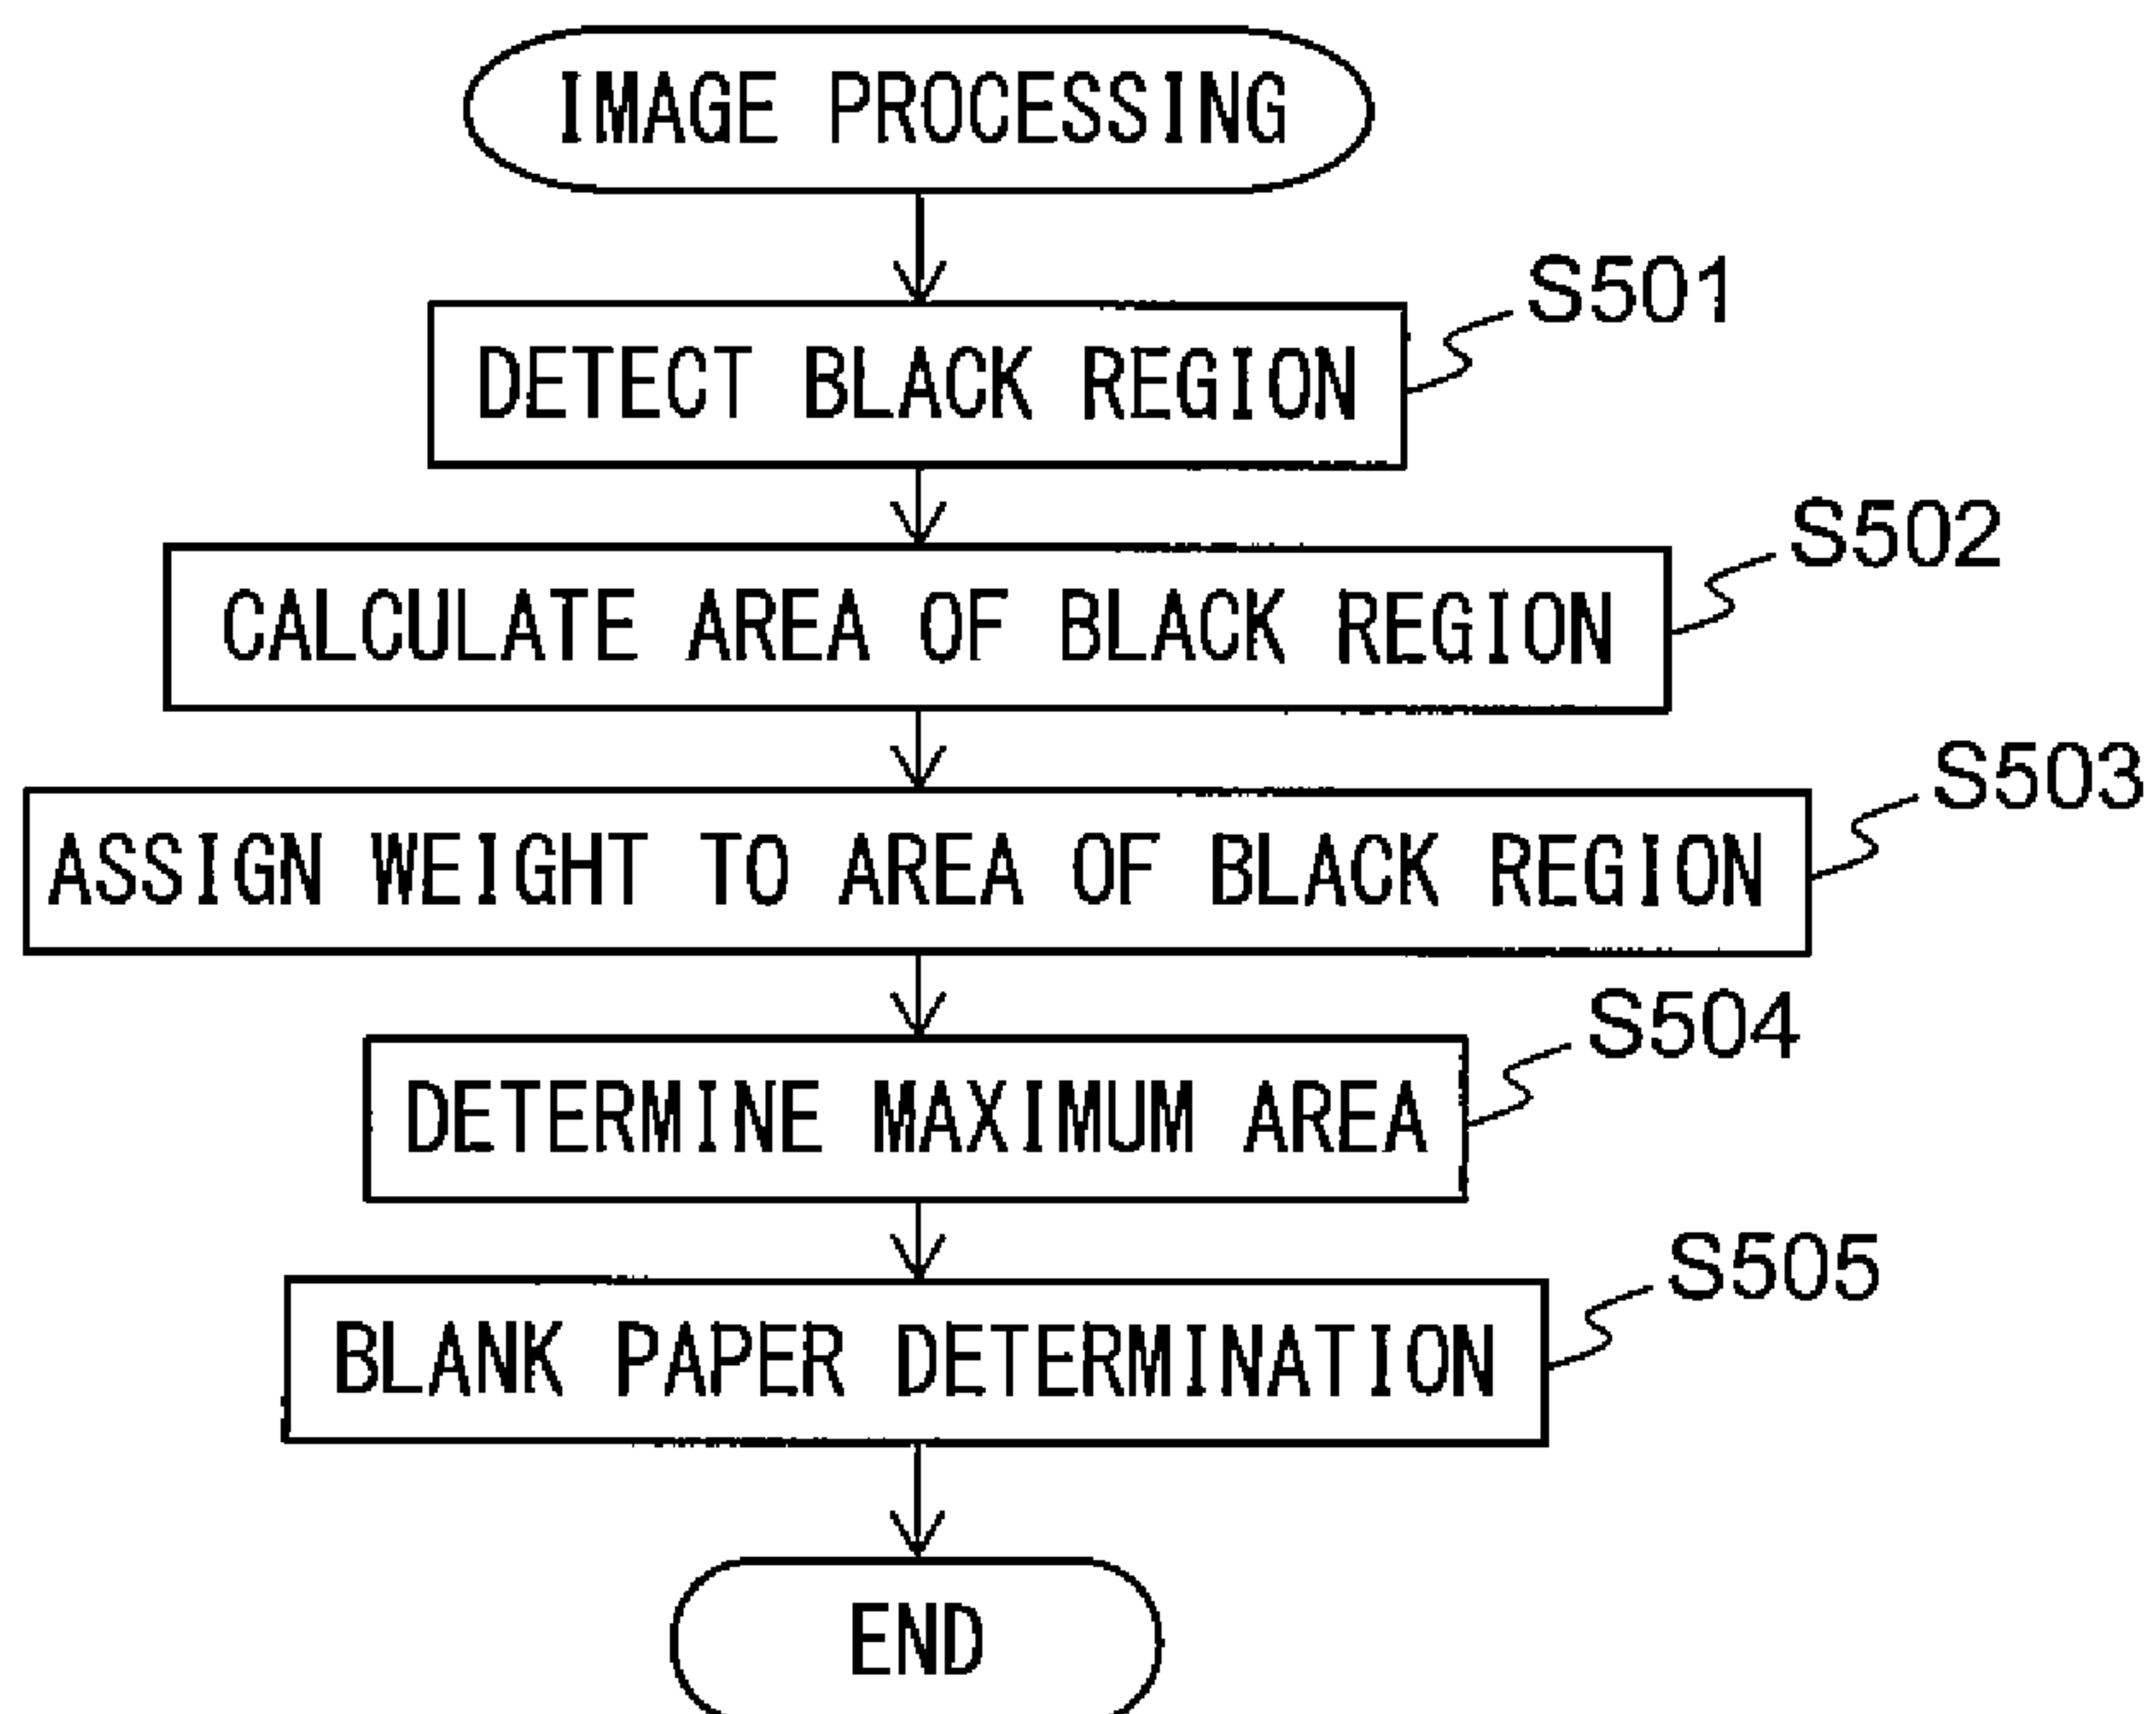 IMAGE PROCESSING
S501
DETECT BLACK REGION
S502
CALCULATE AREA OF BLACK REGION
S503
ASSIGN WEIGHT TO AREA OF BLACK REGION
S504
DETERMINE MAXIMUM AREA
S505
BLANK PAPER DETERMINATION
END